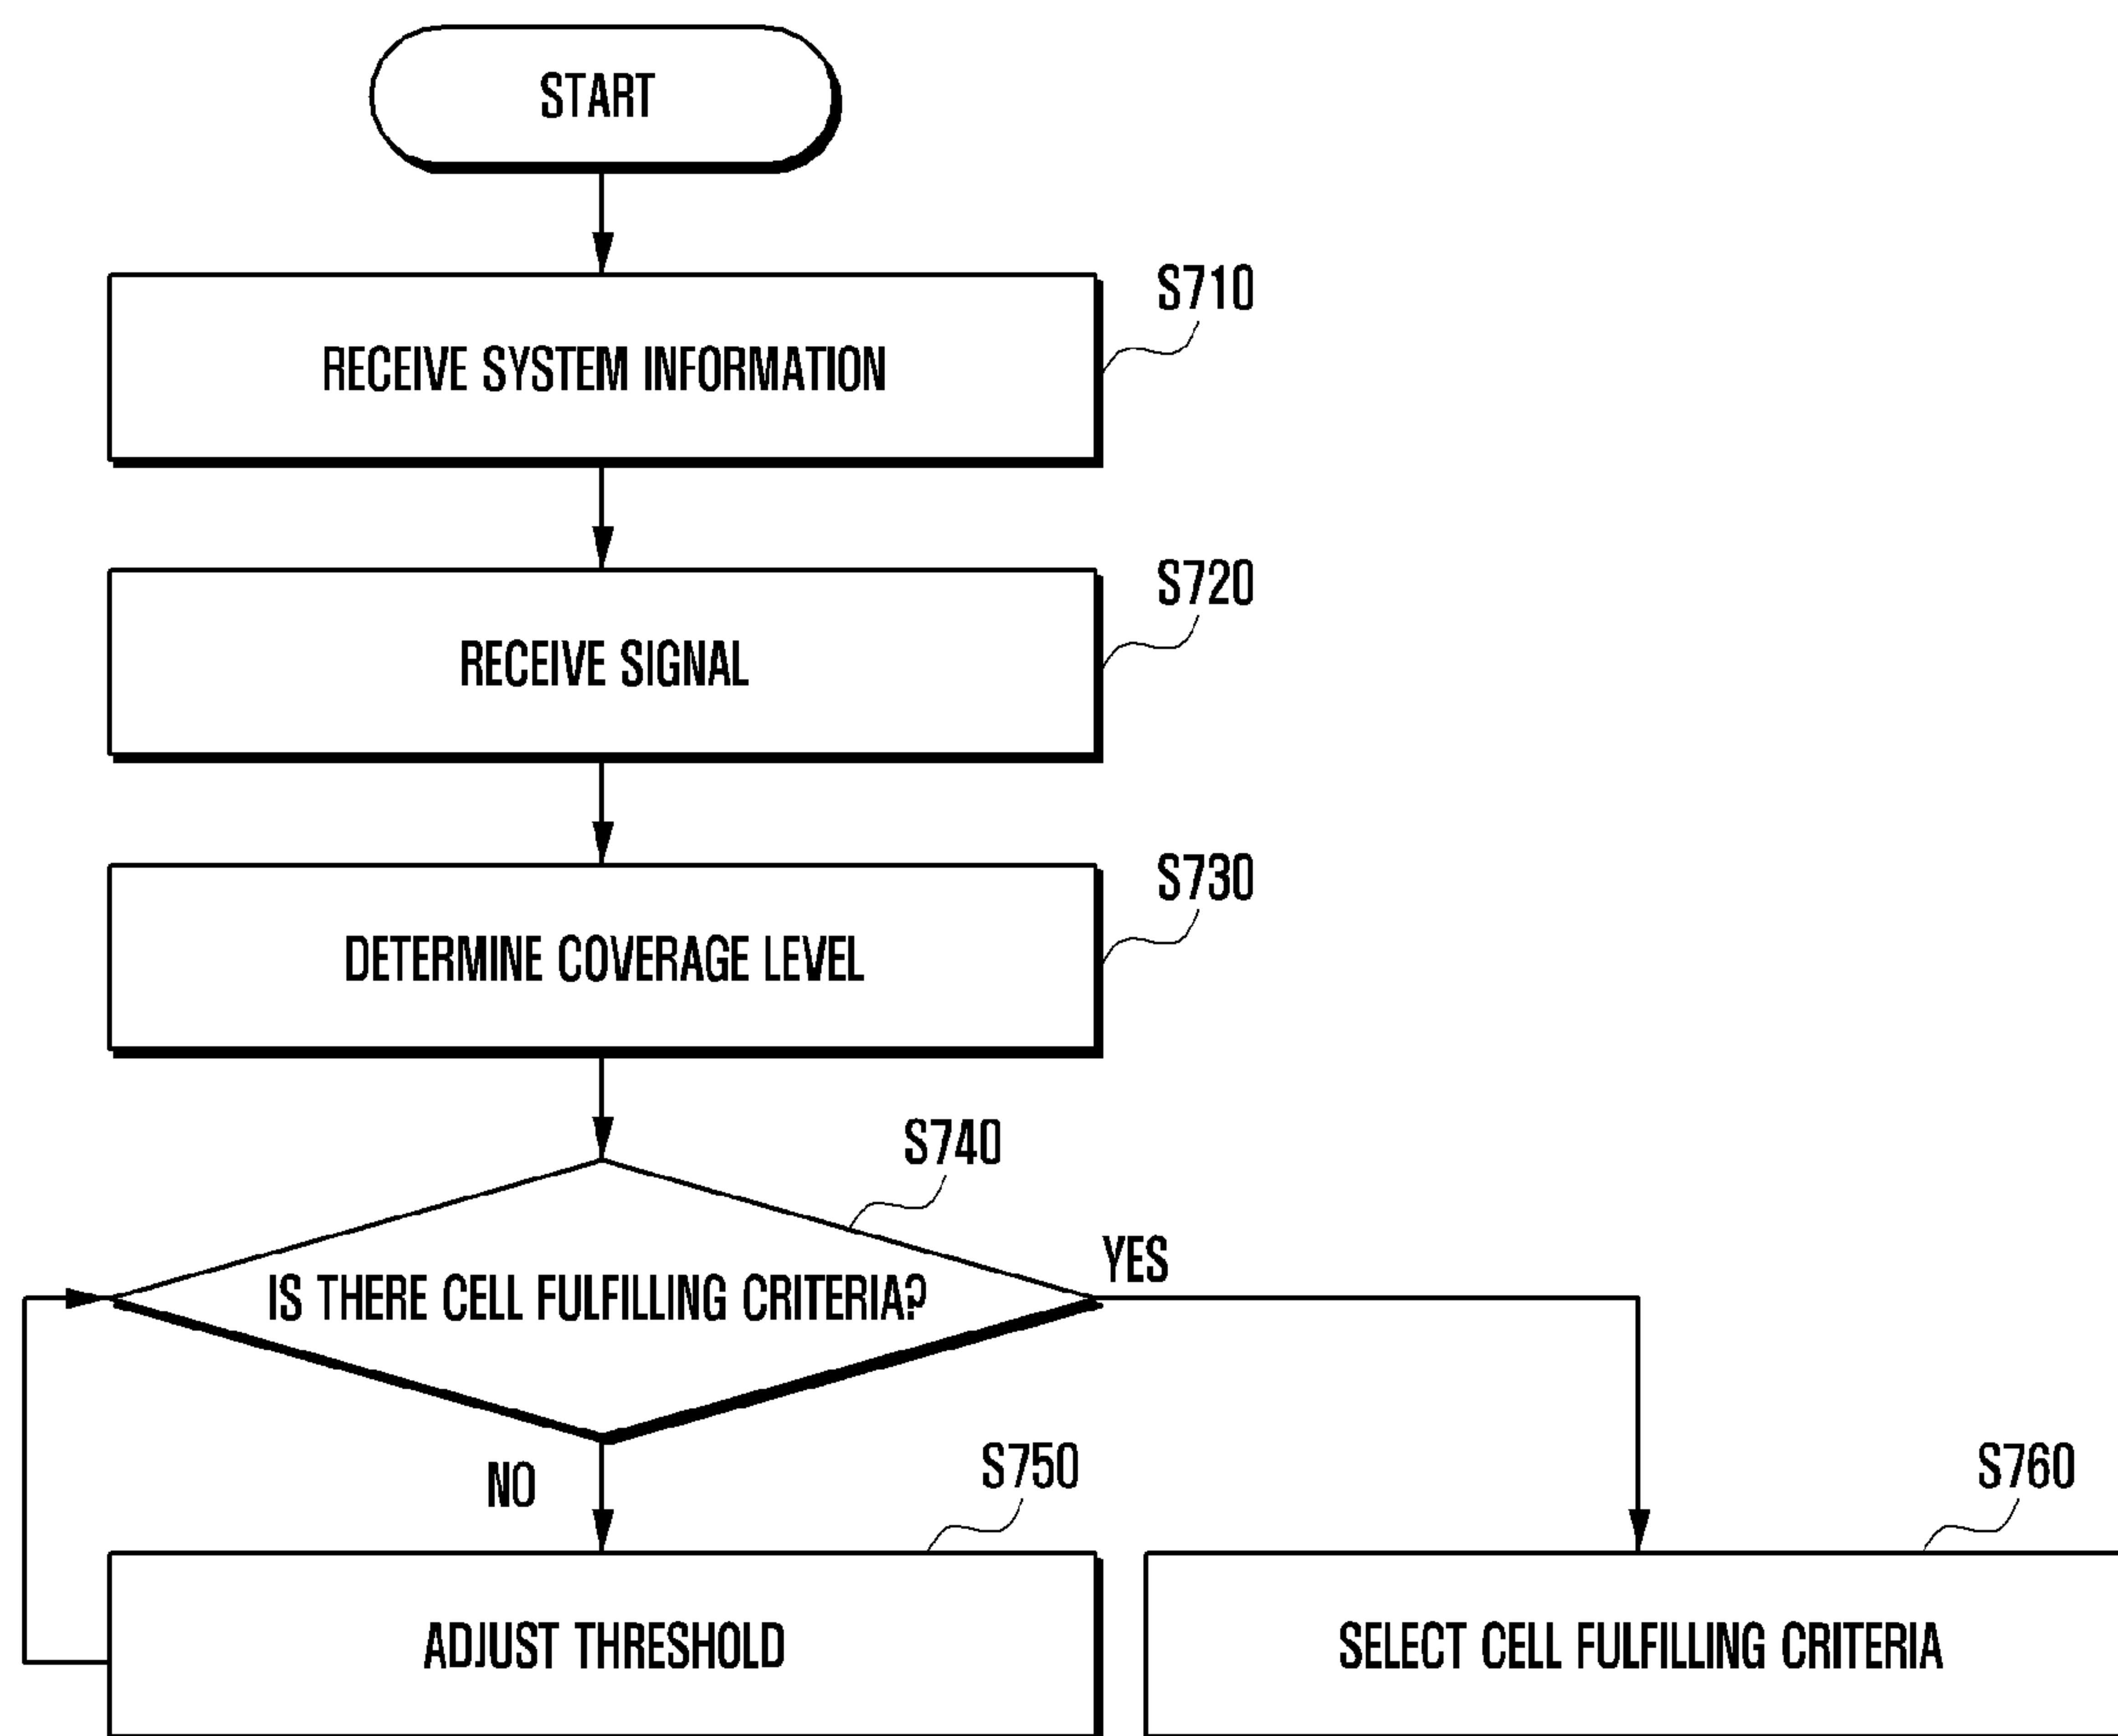 START
S710
RECEIVE SYSTEM INFORMATION
S720
RECEIVE SIGNAL
S730
DETERMINE COVERAGE LEVEL
S740
YES
IS THERE CELL FULFILLING CRITERIA?
NO
S750
S760
ADJUST THRESHOLD
SELECT CELL FULFILLING CRITERIA